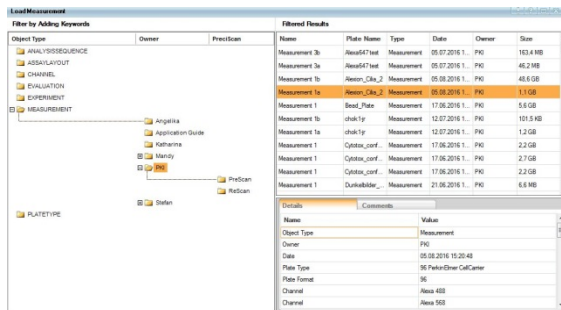 Load Measurement
Filter by Adding Keywords
Object Type Owner PreciScan
ANALYSISSEQUENCE
ASSAYLAYOUT
CHANNEL
EVALUATION
EXPERIMENT
MEASUREMENT
Angelika
Application Guide
Katharina
Mandy
PKI
PreScan
ReScan
Stefan
PLATETYPE
Filtered Results
Name Plate Name Type Date Owner Size
Measurement 3b Alexa647test Measurement 05.07.2016 1... PKI 163.4 MB
Measurement 3a Alexa647test Measurement 05.07.2016 1... PKI 46,2 MB
Measurement 1b Alexion_Cilia_2 Measurement 05.08.2016 1... PKI 48,6 GB
Measurement 1a Alexion_Cilia_2 Measurement 05.08.2016 1... PKI 1,1 GB
Measurement 1 Bead_Plate Measurement 17.06.2016 1... PKI 5.6 GB
Measurement 1b chok1jr Measurement 12.07.2016 1... PKI 101.5 KB
Measurement 1a chok1jr Measurement 12.07.2016 1... PKI 1.2 GB
Measurement 1 Cytotox_conf... Measurement 17.06.2016 1... PKI 2.2 GB
Measurement 1 Cytotox_conf... Measurement 17.06.2016 1... PKI 2.7 GB
Measurement 1 Cytotox_conf... Measurement 17.06.2016 1... PKI 2.2 GB
Measurement 1 Dunkelbilder_... Measurement 21.06.2016 1... PKI 6.6 MB
Details Comments
Name Value
Object Type Measurement
Owner PKI
Date 05.08.2016 15:20:48
Plate Type 96 PerkinElmer CellCarrier
Plate Format 96
Channel Alexa 488
Channel Alexa 568